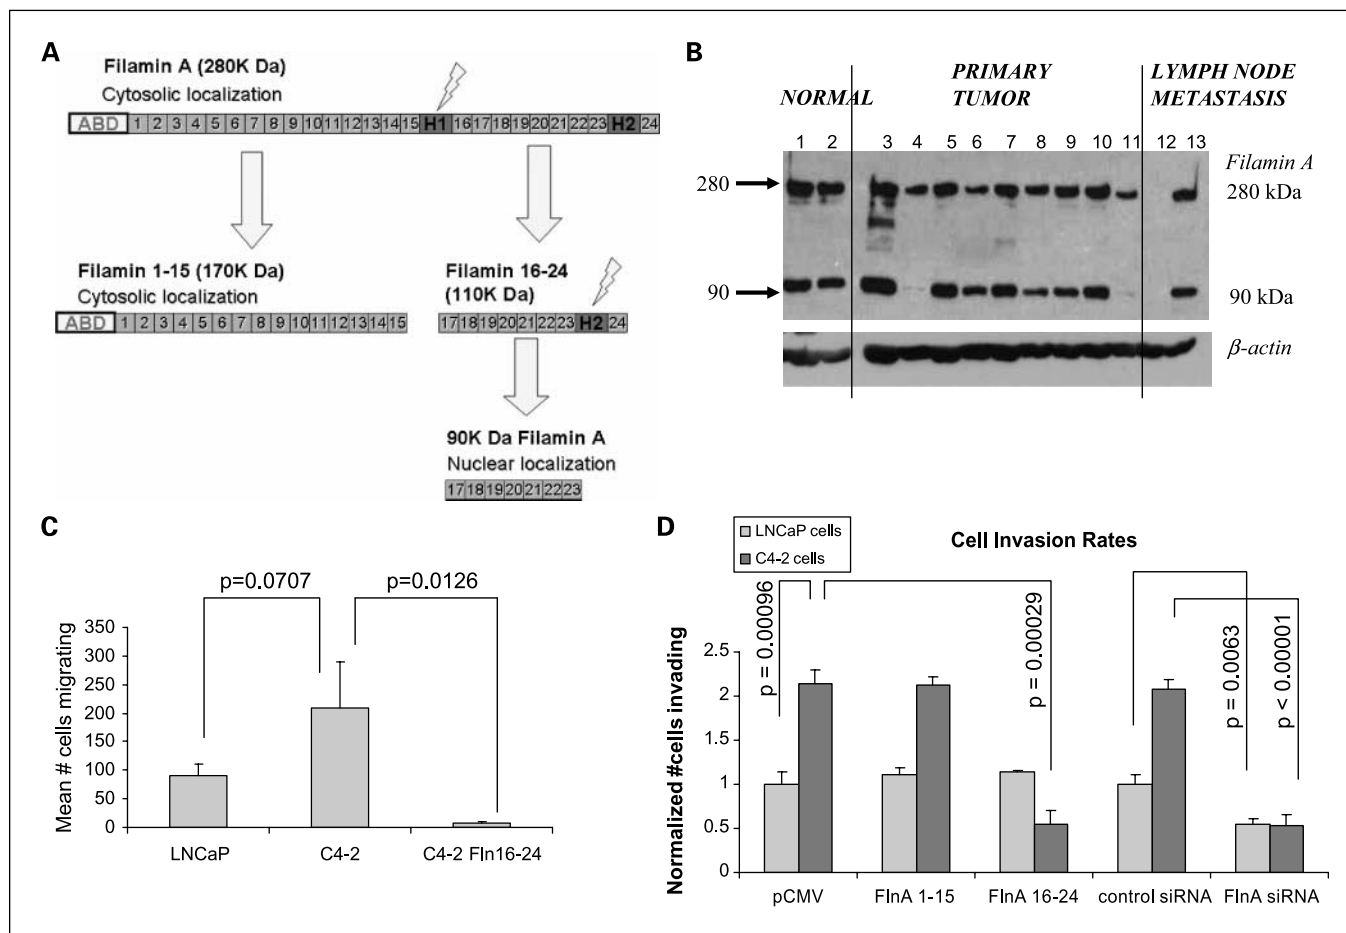 A
Filamin A (280K Da)
Cytosolic localization
ABD 1 2 3 4 5 6 7 8 9 10 11 12 13 14 15 H1 16 17 18 19 20 21 22 23 H2 24
Filamin 1-15 (170K Da)
Cytosolic localization
ABD 1 2 3 4 5 6 7 8 9 10 11 12 13 14 15
Filamin 16-24
(110K Da)
17 18 19 20 21 22 23 H2 24
90K Da Filamin A
Nuclear localization
17 18 19 20 21 22 23
B
NORMAL
PRIMARY
TUMOR
LYMPH NODE
METASTASIS
1 2 3 4 5 6 7 8 9 10 11 12 13
Filamin A
280
280 kDa
90
90 kDa
β-actin
C
p=0.0707
p=0.0126
Mean # cells migrating
350
300
250
200
150
100
50
0
LNCaP
C4-2
C4-2 Fln16-24
D
LNCaP cells
C4-2 cells
Cell Invasion Rates
p = 0.00096
p = 0.00029
p = 0.0063
p < 0.00001
Normalized #cells invading
2.5
2
1.5
1
0.5
0
pCMV
FlnA 1-15
FlnA 16-24
control siRNA
FlnA siRNA